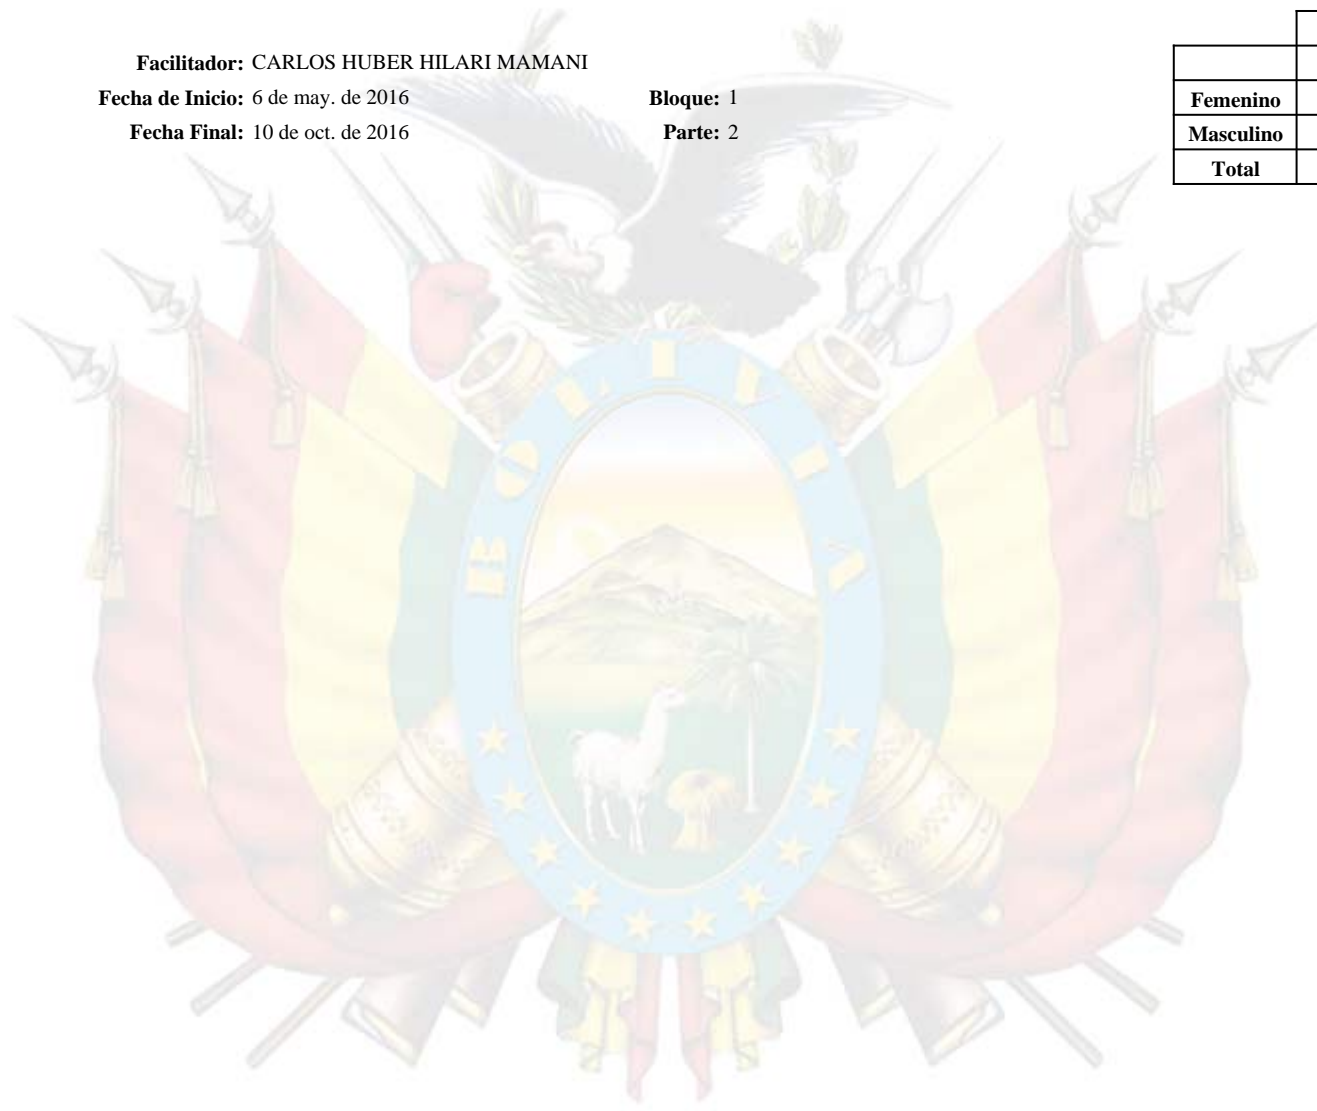 Facilitador: CARLOS HUBER HILARI MAMANI
Fecha de Inicio: 6 de may. de 2016 Bloque: 1
Fecha Final: 10 de oct. de 2016 Parte: 2
Femenino
Masculino
Total
BOLIVIA